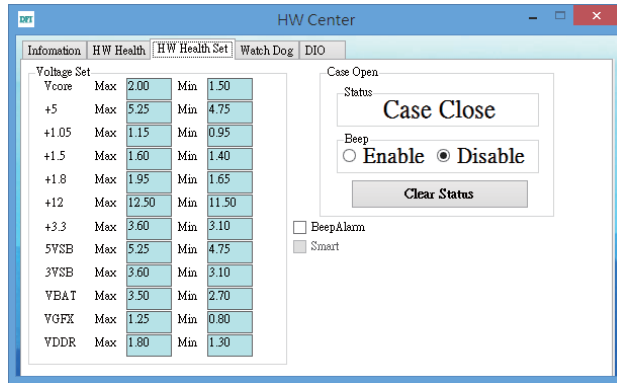 DFI HW Center
Infomation HW Health HW Health Set Watch Dog DIO
Voltage Set
Vcore Max 2.00 Min 1.50
+5 Max 5.25 Min 4.75
+1.05 Max 1.15 Min 0.95
+1.5 Max 1.60 Min 1.40
+1.8 Max 1.95 Min 1.65
+12 Max 12.50 Min 11.50
+3.3 Max 3.60 Min 3.10
5VSB Max 5.25 Min 4.75
3VSB Max 3.60 Min 3.10
VBAT Max 3.50 Min 2.70
VGFX Max 1.25 Min 0.80
VDDR Max 1.80 Min 1.30
Case Open
Status
Case Close
Beep
Enable Disable
Clear Status
BeepAlarm
Smart